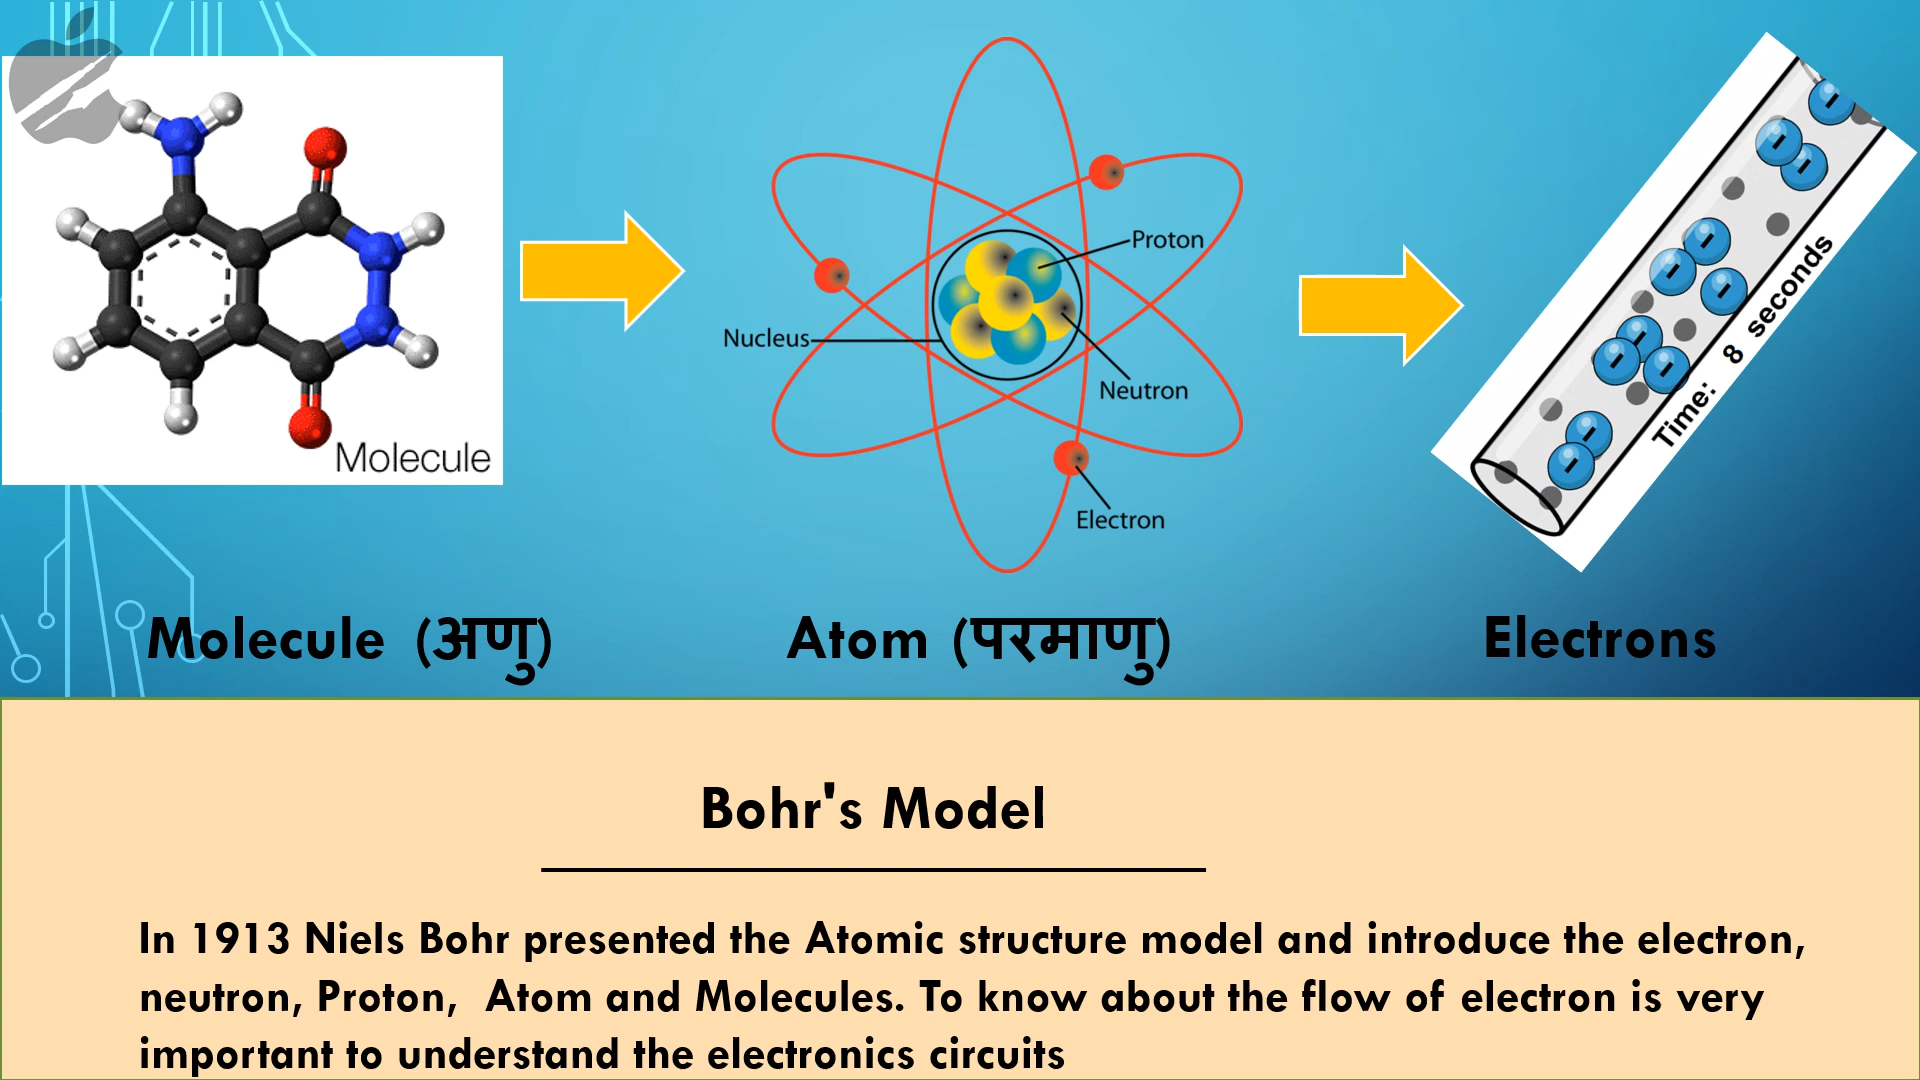 Molecule
Proton
Nucleus
Neutron
Electron
Time: 8 seconds
Molecule (अणु)
Atom (परमाणु)
Electrons
Bohr's Model
In 1913 Niels Bohr presented the Atomic structure model and introduce the electron,
neutron, Proton, Atom and Molecules. To know about the flow of electron is very
important to understand the electronics circuits